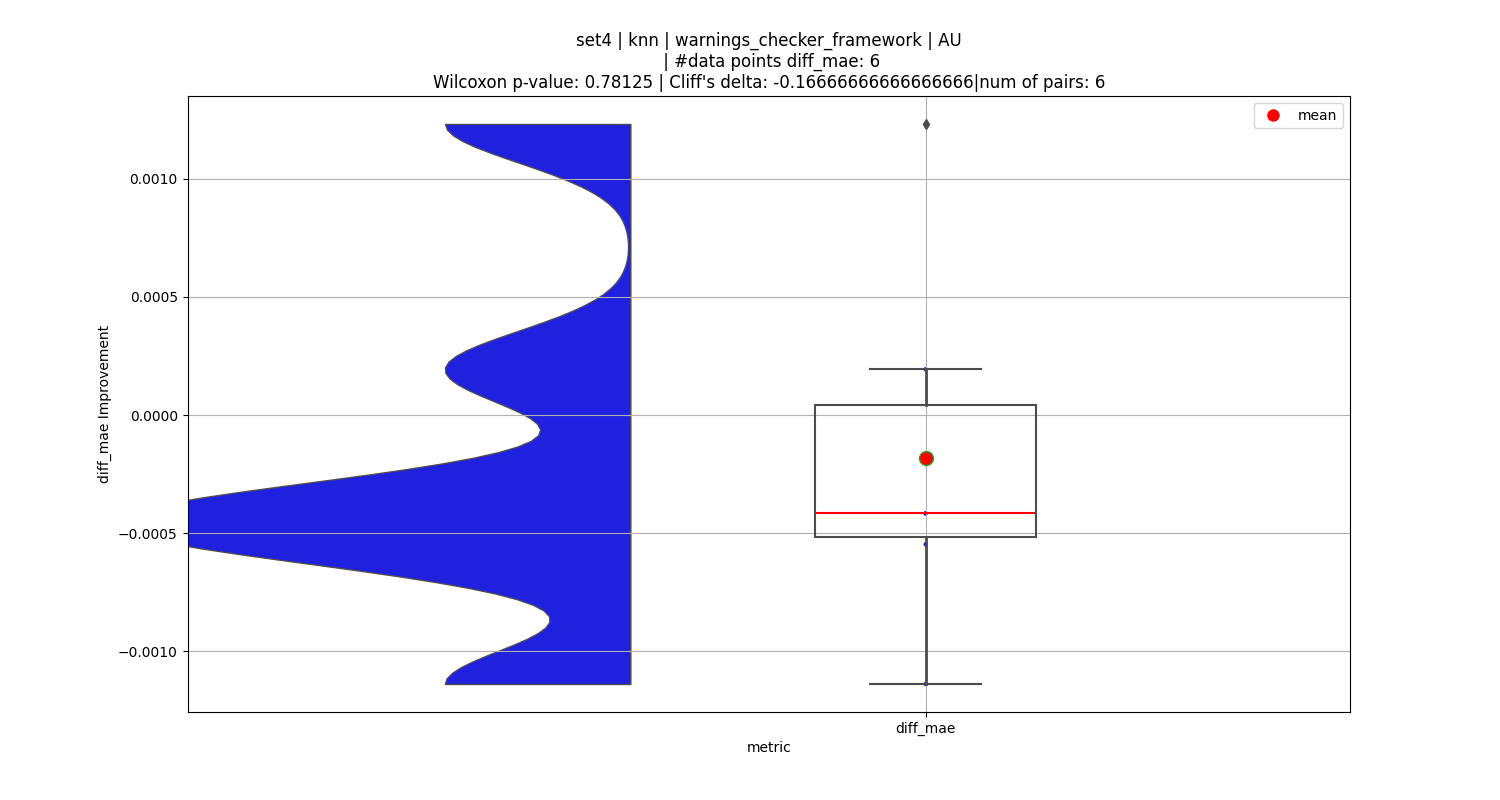 set4 | knn | warnings_checker_framework | AU
| #data points diff_mae: 6
Wilcoxon p-value: 0.78125 | Cliff's delta: -0.16666666666666666|num of pairs: 6
mean
0.0010
0.0005
0.0000
−0.0005
−0.0010
diff_mae Improvement
diff_mae
metric